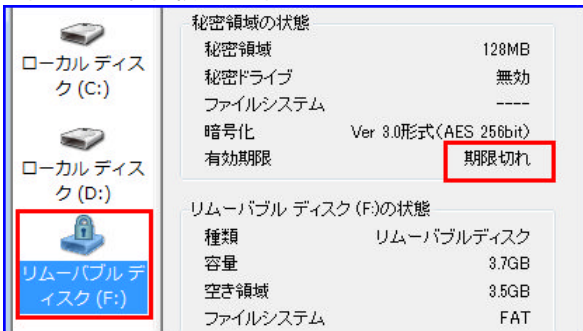 ローカル ディス
ク (C:)
ローカル ディス
ク (D:)
リムーバブル デ
ィスク (F:)
秘密領域の状態
秘密領域 128MB
秘密ドライブ 無効
ファイルシステム ----
暗号化 Ver 3.0形式(AES 256bit)
有効期限 期限切れ
リムーバブル ディスク (F:)の状態
種類 リムーバブルディスク
容量 3.7GB
空き領域 3.5GB
ファイルシステム FAT